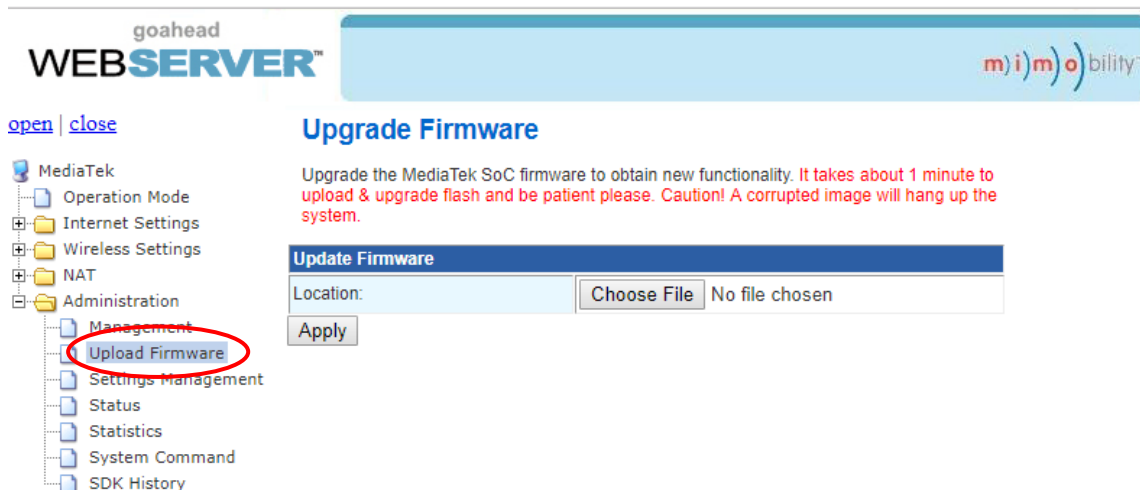 goahead
WEBSERVER™
m)i)m)o)bility™
open | close
MediaTek
Operation Mode
Internet Settings
Wireless Settings
NAT
Administration
Management
Upload Firmware
Settings Management
Status
Statistics
System Command
SDK History
Upgrade Firmware
Upgrade the MediaTek SoC firmware to obtain new functionality. It takes about 1 minute to
upload & upgrade flash and be patient please. Caution! A corrupted image will hang up the
system.
Update Firmware
Location:
Choose File No file chosen
Apply